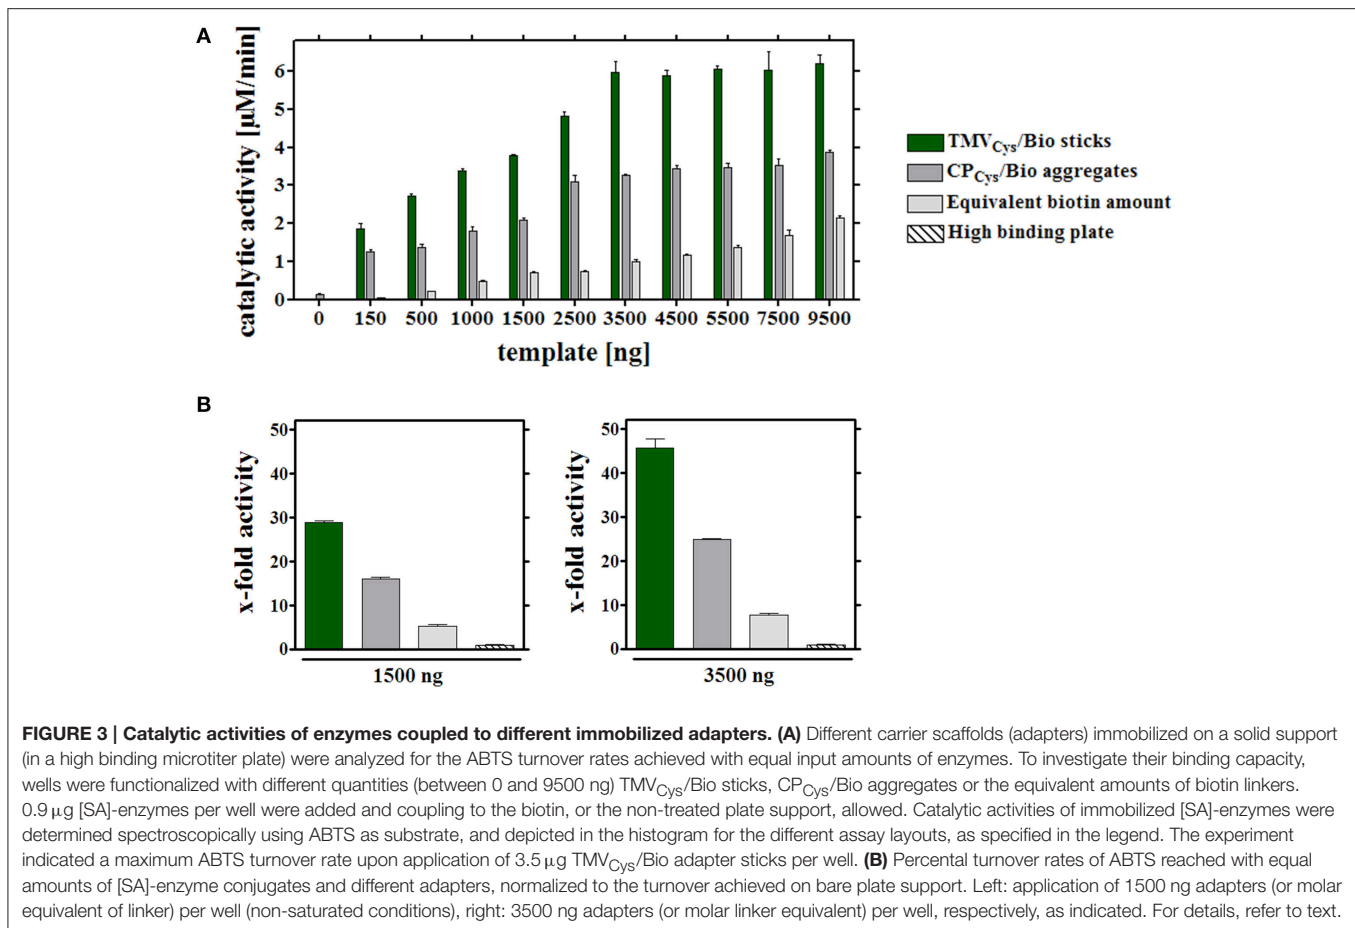 A
catalytic activity [µM/min]
6
5
4
3
2
1
0
0 150 500 1000 1500 2500 3500 4500 5500 7500 9500
template [ng]
TMVCys/Bio sticks
CPCys/Bio aggregates
Equivalent biotin amount
High binding plate
B
x-fold activity
50
40
30
20
10
0
1500 ng
x-fold activity
50
40
30
20
10
0
3500 ng
FIGURE 3 | Catalytic activities of enzymes coupled to different immobilized adapters. (A) Different carrier scaffolds (adapters) immobilized on a solid support
(in a high binding microtiter plate) were analyzed for the ABTS turnover rates achieved with equal input amounts of enzymes. To investigate their binding capacity,
wells were functionalized with different quantities (between 0 and 9500 ng) TMVCys/Bio sticks, CPCys/Bio aggregates or the equivalent amounts of biotin linkers.
0.9 µg [SA]-enzymes per well were added and coupling to the biotin, or the non-treated plate support, allowed. Catalytic activities of immobilized [SA]-enzymes were
determined spectroscopically using ABTS as substrate, and depicted in the histogram for the different assay layouts, as specified in the legend. The experiment
indicated a maximum ABTS turnover rate upon application of 3.5 µg TMVCys/Bio adapter sticks per well. (B) Percental turnover rates of ABTS reached with equal
amounts of [SA]-enzyme conjugates and different adapters, normalized to the turnover achieved on bare plate support. Left: application of 1500 ng adapters (or molar
equivalent of linker) per well (non-saturated conditions), right: 3500 ng adapters (or molar linker equivalent) per well, respectively, as indicated. For details, refer to text.